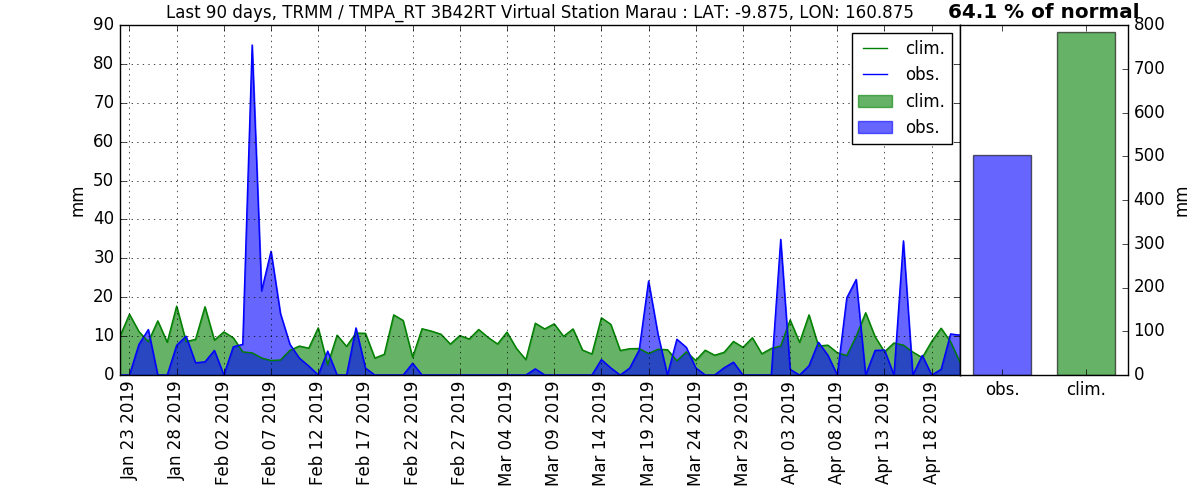 Last 90 days, TRMM / TMPA_RT 3B42RT Virtual Station Marau : LAT: -9.875, LON: 160.875
64.1 % of normal
90
80
70
60
50
40
30
20
10
0
mm
clim.
obs.
clim.
obs.
800
700
600
500
400
300
200
100
0
mm
Jan 23 2019
Jan 28 2019
Feb 02 2019
Feb 07 2019
Feb 12 2019
Feb 17 2019
Feb 22 2019
Feb 27 2019
Mar 04 2019
Mar 09 2019
Mar 14 2019
Mar 19 2019
Mar 24 2019
Mar 29 2019
Apr 03 2019
Apr 08 2019
Apr 13 2019
Apr 18 2019
obs.
clim.